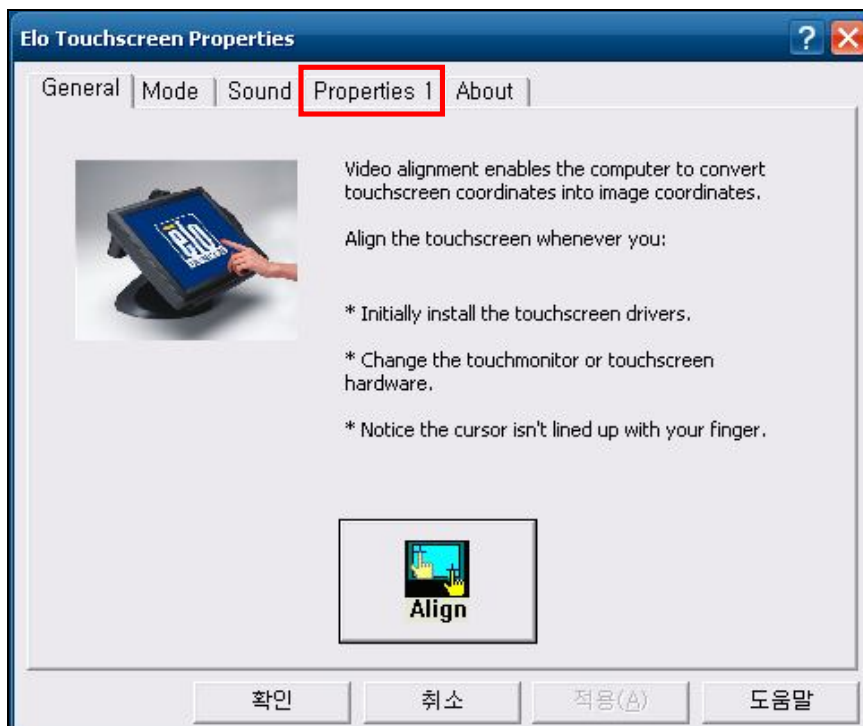 Elo Touchscreen Properties
General Mode Sound Properties 1 About
Video alignment enables the computer to convert
touchscreen coordinates into image coordinates.
Align the touchscreen whenever you:
* Initially install the touchscreen drivers.
* Change the touchmonitor or touchscreen
hardware.
* Notice the cursor isn't lined up with your finger.
elo
Align
확인 취소 적용(A) 도움말